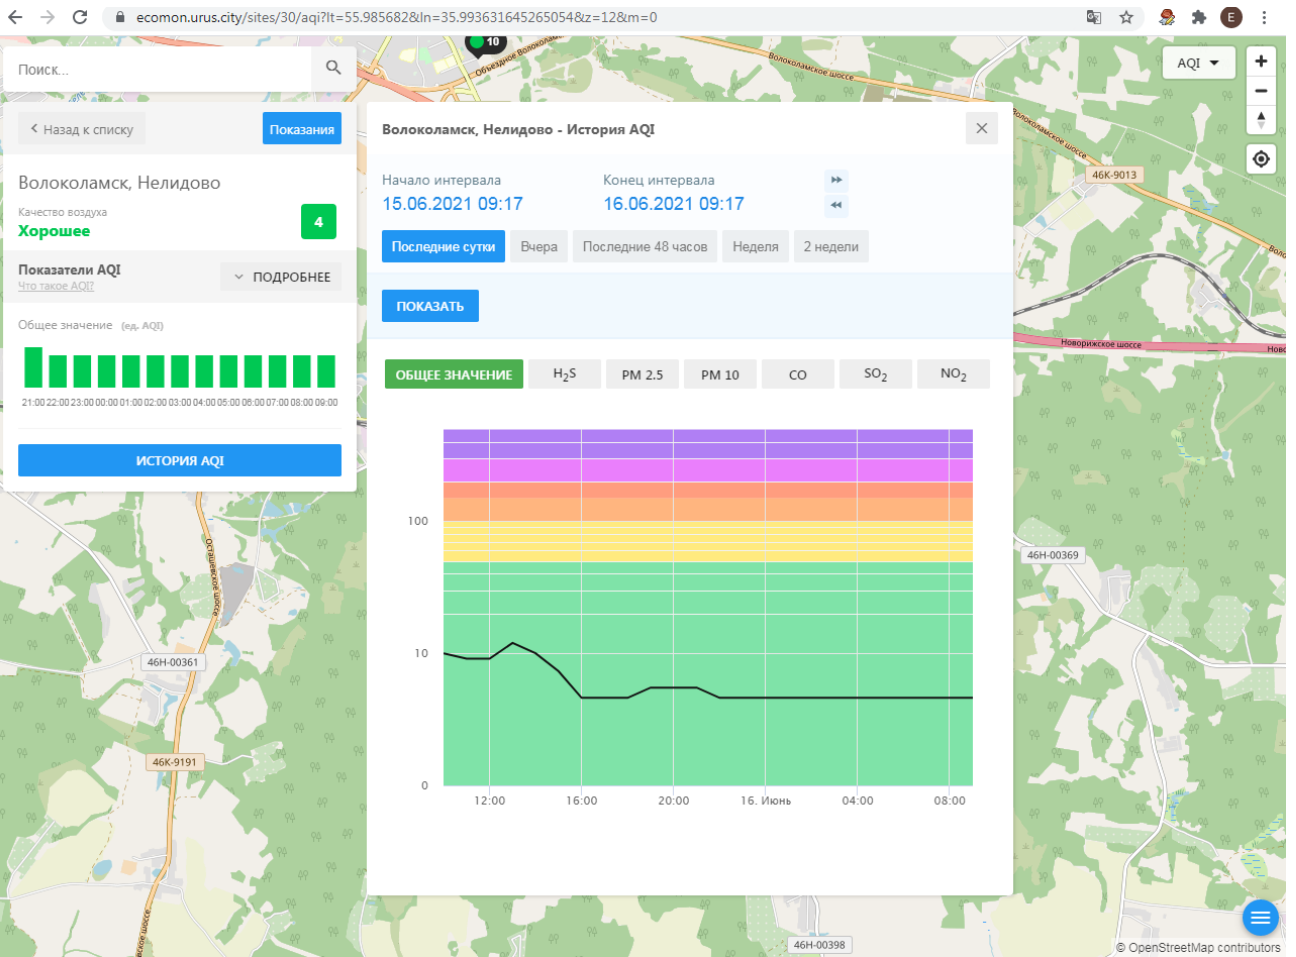 ecomon.urus.city/sites/30/aqi?lt=55.985682&ln=35.993631645265054&z=12&m=0
E
10
Объездное Волоколамск
Волоколамское шоссе
Поиск...
AQI
+
−
Назад к списку
Показания
Волоколамск, Нелидово
Качество воздуха
Хорошее
4
Показатели AQI
Что такое AQI?
ПОДРОБНЕЕ
Общее значение (ед. AQI)
21:00 22:00 23:00 00:00 01:00 02:00 03:00 04:00 05:00 06:00 07:00 08:00 09:00
ИСТОРИЯ AQI
Волоколамск, Нелидово - История AQI
Начало интервала
Конец интервала
15.06.2021 09:17
16.06.2021 09:17
Последние сутки
Вчера
Последние 48 часов
Неделя
2 недели
ПОКАЗАТЬ
ОБЩЕЕ ЗНАЧЕНИЕ
H2S
PM 2.5
PM 10
CO
SO2
NO2
100
10
0
12:00
16:00
20:00
16. Июнь
04:00
08:00
Волоколамское шоссе
46К-9013
Новорижское шоссе
Ново
46Н-00369
Осташёвское шоссе
46Н-00361
46К-9191
46Н-00398
© OpenStreetMap contributors